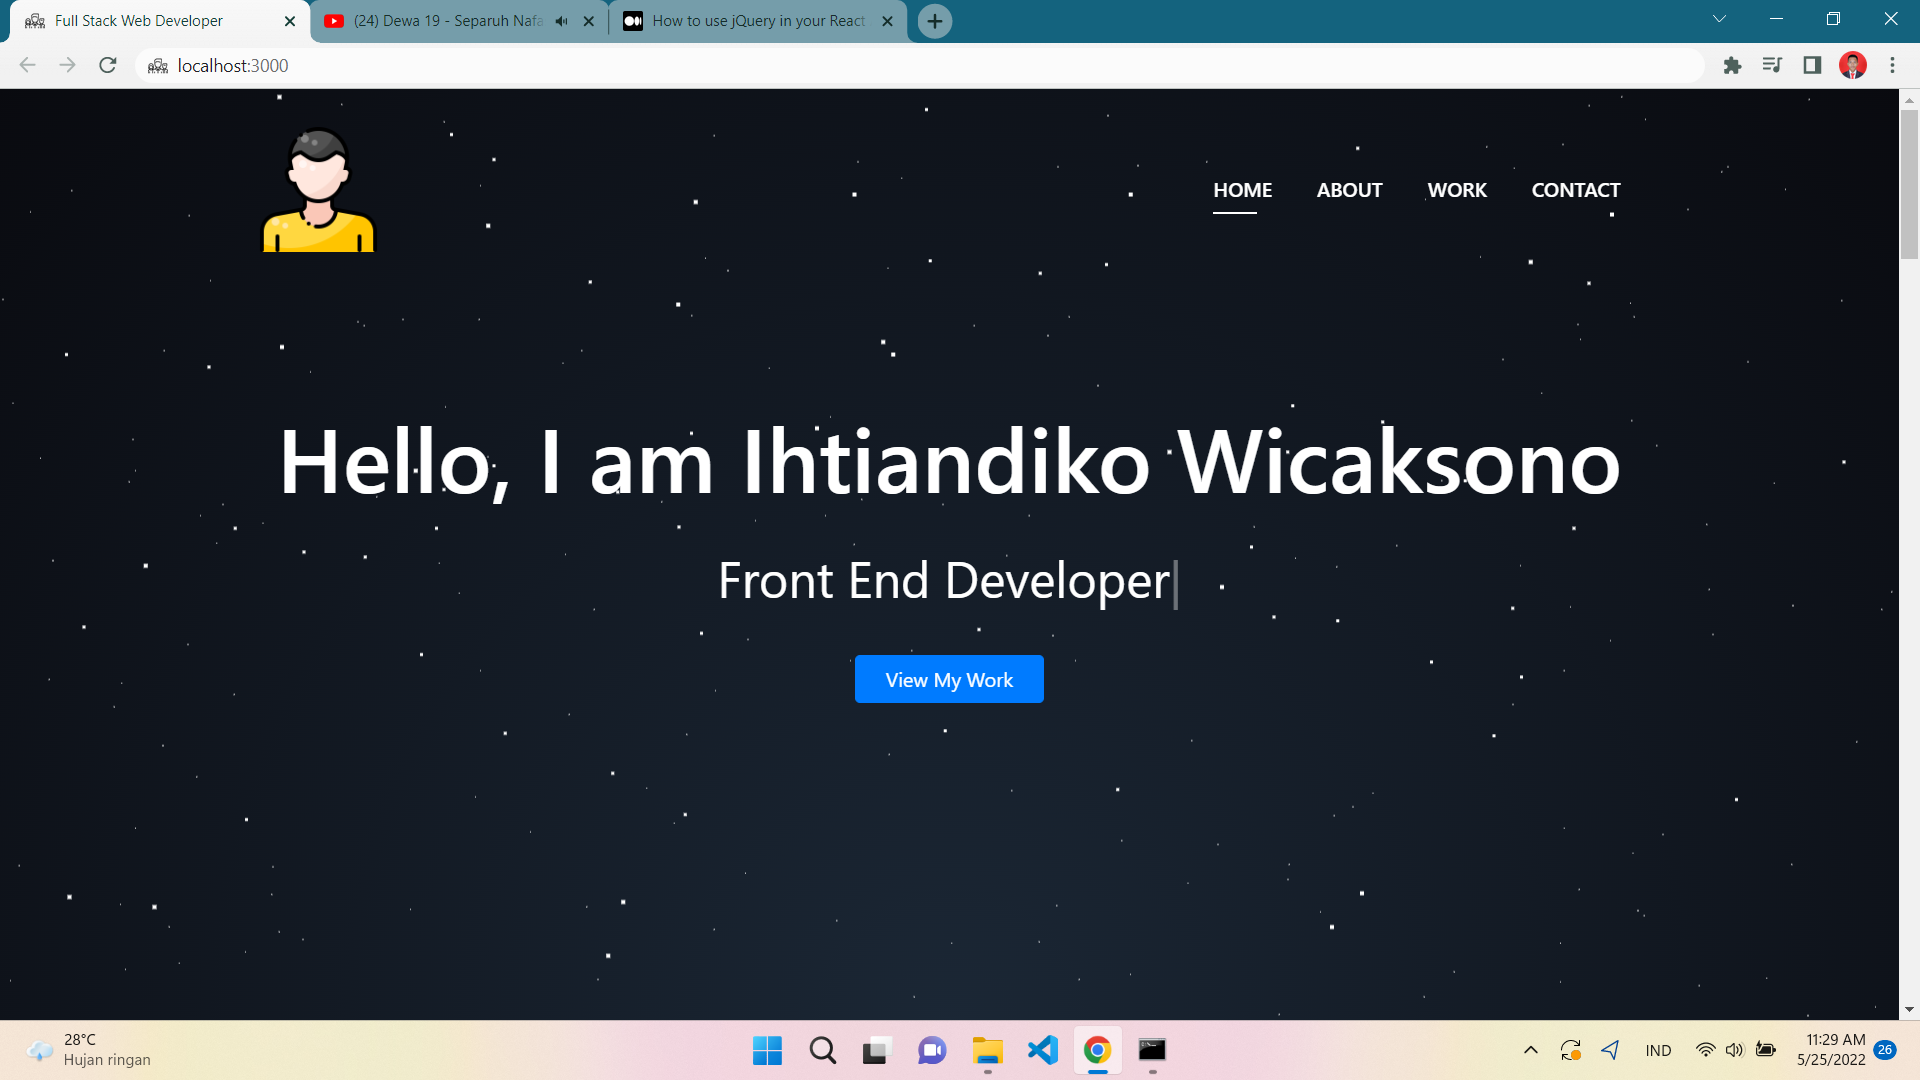 Full Stack Web Developer
(24) Dewa 19 - Separuh Nafa
How to use jQuery in your React
localhost:3000
HOME ABOUT WORK CONTACT
Hello, I am Ihtiandiko Wicaksono
Front End Developer
View My Work
28°C
Hujan ringan
IND
11:29 AM
5/25/2022
26